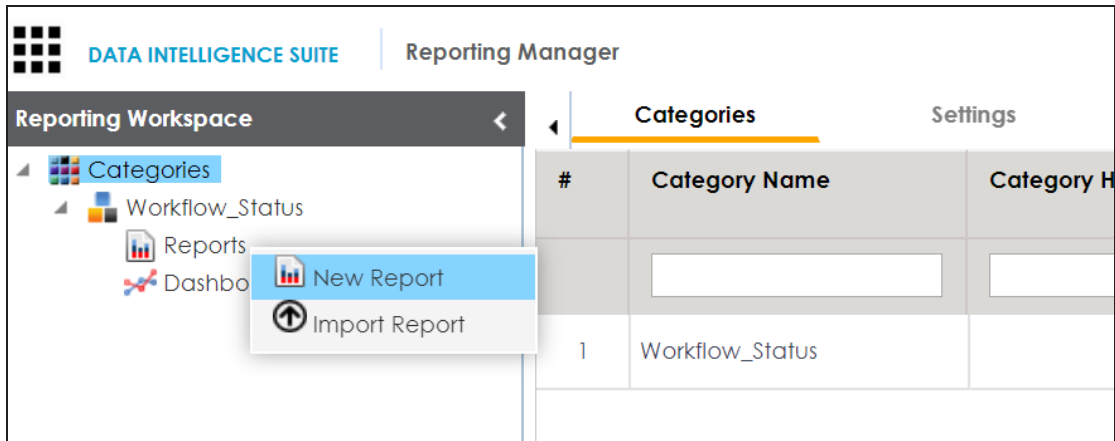 DATA INTELLIGENCE SUITE Reporting Manager
Reporting Workspace
Categories
Workflow_Status
Reports
Dashbo
New Report
Import Report
Categories Settings
# Category Name Category H
1 Workflow_Status